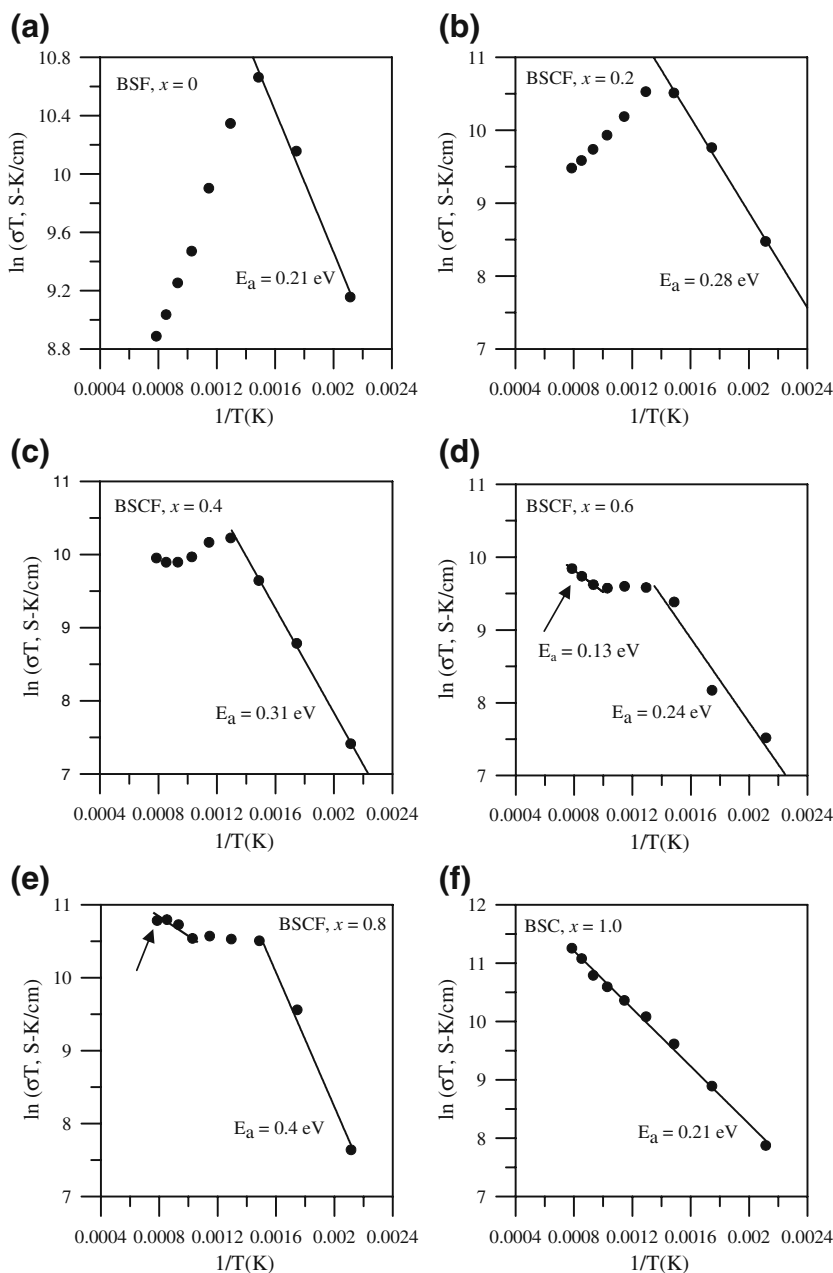 (a)
BSF, x = 0
ln (σT, S-K/cm)
10.8
10.4
10
9.6
9.2
8.8
E_a = 0.21 eV
0.0004 0.0008 0.0012 0.0016 0.002 0.0024
1/T(K)
(b)
BSCF, x = 0.2
ln (σT, S-K/cm)
11
10
9
8
7
E_a = 0.28 eV
0.0004 0.0008 0.0012 0.0016 0.002 0.0024
1/T(K)
(c)
BSCF, x = 0.4
ln (σT, S-K/cm)
11
10
9
8
7
E_a = 0.31 eV
0.0004 0.0008 0.0012 0.0016 0.002 0.0024
1/T(K)
(d)
BSCF, x = 0.6
ln (σT, S-K/cm)
11
10
9
8
7
E_a = 0.13 eV
E_a = 0.24 eV
0.0004 0.0008 0.0012 0.0016 0.002 0.0024
1/T(K)
(e)
BSCF, x = 0.8
ln (σT, S-K/cm)
11
10
9
8
7
E_a = 0.4 eV
0.0004 0.0008 0.0012 0.0016 0.002 0.0024
1/T(K)
(f)
BSC, x = 1.0
ln (σT, S-K/cm)
12
11
10
9
8
7
E_a = 0.21 eV
0.0004 0.0008 0.0012 0.0016 0.002 0.0024
1/T(K)